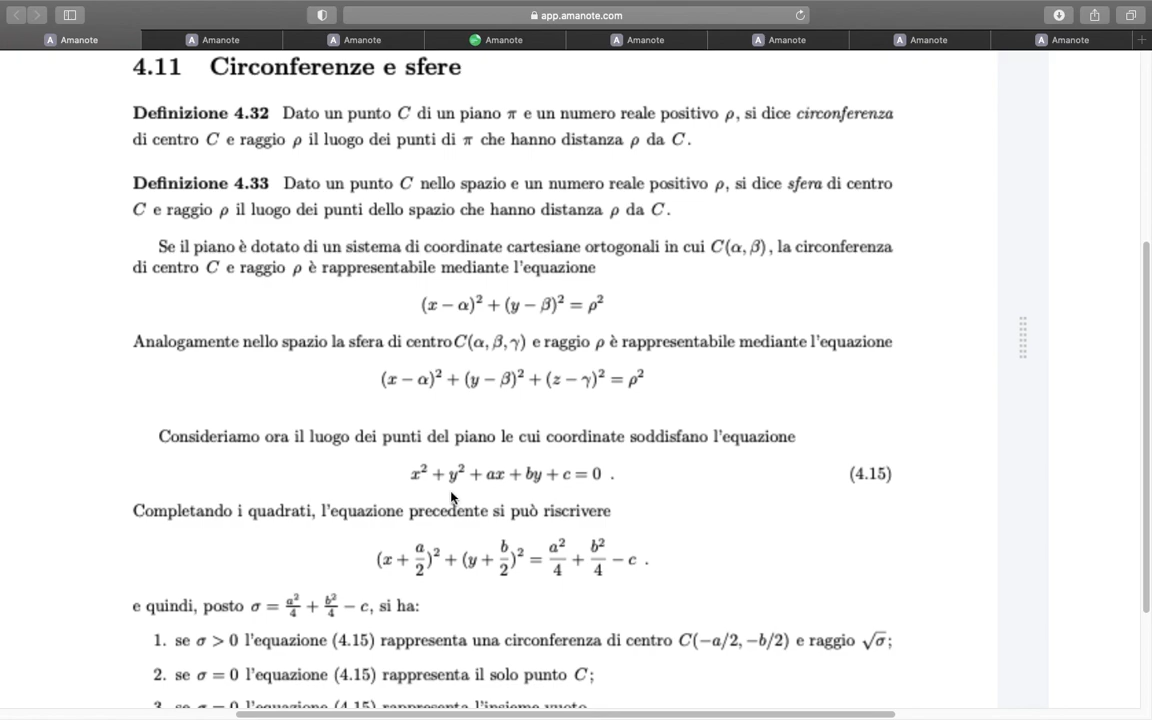 app.amanote.com
Amanote Amanote Amanote Amanote Amanote Amanote Amanote Amanote
4.11 Circonferenze e sfere
Definizione 4.32 Dato un punto C di un piano π e un numero reale positivo ρ, si dice circonferenza
di centro C e raggio ρ il luogo dei punti di π che hanno distanza ρ da C.
Definizione 4.33 Dato un punto C nello spazio e un numero reale positivo ρ, si dice sfera di centro
C e raggio ρ il luogo dei punti dello spazio che hanno distanza ρ da C.
Se il piano è dotato di un sistema di coordinate cartesiane ortogonali in cui C(α, β), la circonferenza
di centro C e raggio ρ è rappresentabile mediante l'equazione
(x − α)² + (y − β)² = ρ²
Analogamente nello spazio la sfera di centro C(α, β, γ) e raggio ρ è rappresentabile mediante l'equazione
(x − α)² + (y − β)² + (z − γ)² = ρ²
Consideriamo ora il luogo dei punti del piano le cui coordinate soddisfano l'equazione
x² + y² + ax + by + c = 0 . (4.15)
Completando i quadrati, l'equazione precedente si può riscrivere
(x + a/2)² + (y + b/2)² = a²/4 + b²/4 − c .
e quindi, posto σ = a²/4 + b²/4 − c, si ha:
1. se σ > 0 l'equazione (4.15) rappresenta una circonferenza di centro C(−a/2, −b/2) e raggio √σ;
2. se σ = 0 l'equazione (4.15) rappresenta il solo punto C;
l'equazione (4.15) rappresenta l'insieme vuoto